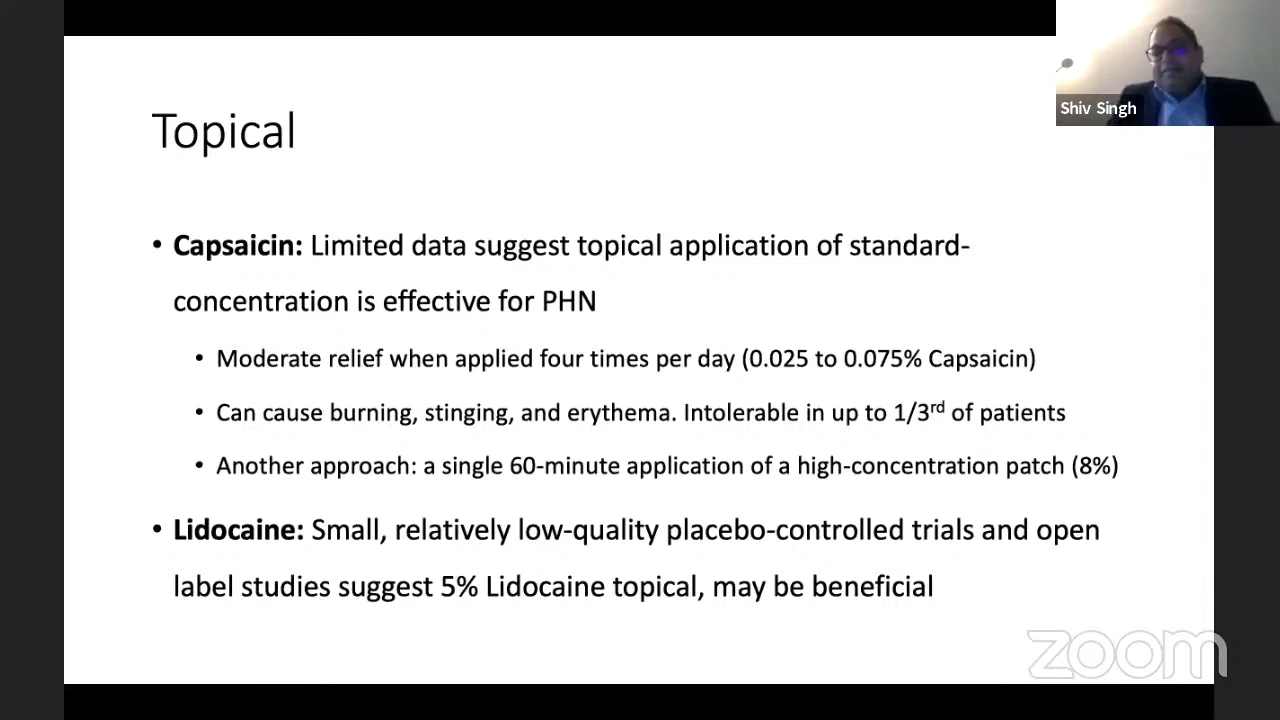 Shiv Singh
Topical
• Capsaicin: Limited data suggest topical application of standard-
concentration is effective for PHN
• Moderate relief when applied four times per day (0.025 to 0.075% Capsaicin)
• Can cause burning, stinging, and erythema. Intolerable in up to 1/3rd of patients
• Another approach: a single 60-minute application of a high-concentration patch (8%)
• Lidocaine: Small, relatively low-quality placebo-controlled trials and open
label studies suggest 5% Lidocaine topical, may be beneficial
zoom